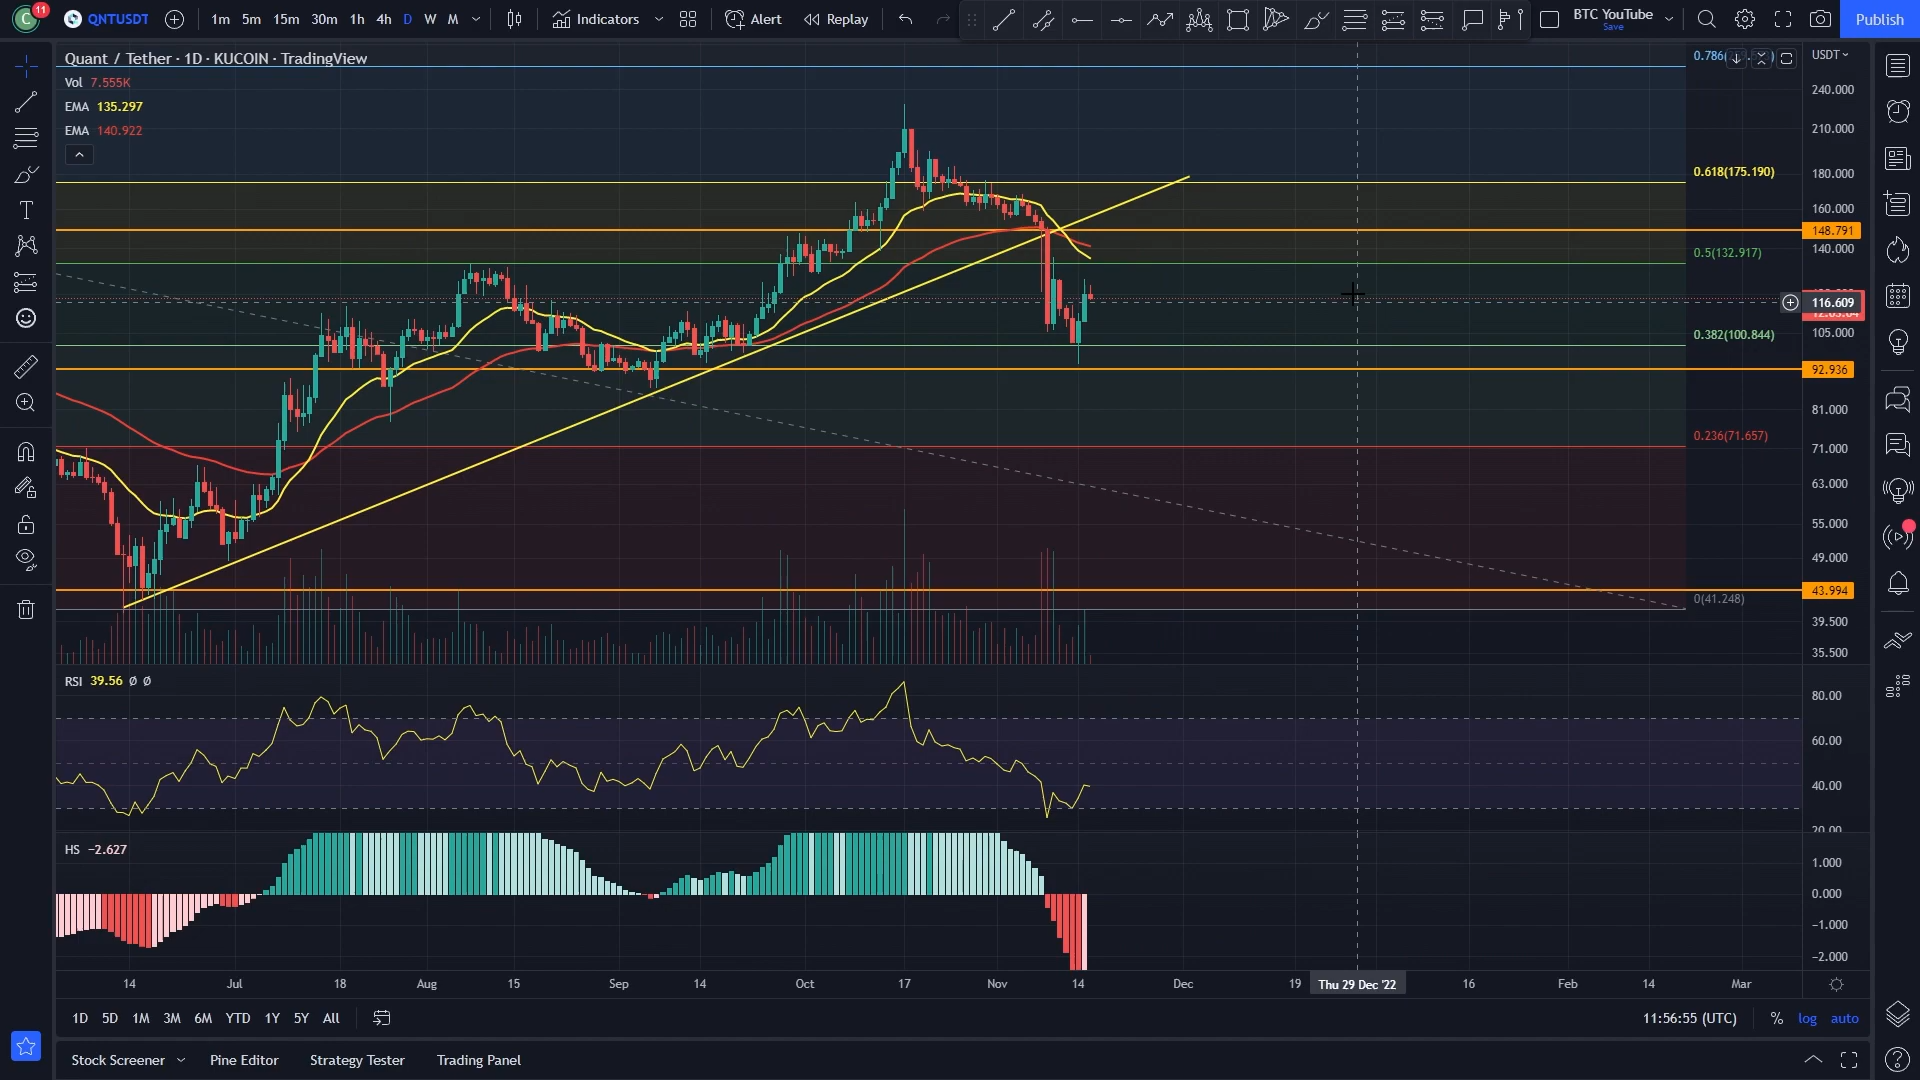 C 11 QNTUSDT 1m 5m 15m 30m 1h 4h D W M Indicators Alert Replay BTC YouTube Save Publish
Quant / Tether · 1D · KUCOIN · TradingView
Vol 7.555K
EMA 135.297
EMA 140.922
0.786
0.618(175.190)
0.5(132.917)
0.382(100.844)
0.236(71.657)
0(41.248)
USDT
240.000
210.000
180.000
160.000
148.791
140.000
116.609
105.000
92.936
81.000
71.000
63.000
55.000
49.000
43.994
39.500
35.500
RSI 39.56 Ø Ø
80.00
60.00
40.00
20.00
HS −2.627
1.000
0.000
−1.000
−2.000
14 Jul 18 Aug 15 Sep 14 Oct 17 Nov 14 Dec 19 Thu 29 Dec '22 16 Feb 14 Mar
1D 5D 1M 3M 6M YTD 1Y 5Y All 11:56:55 (UTC) % log auto
Stock Screener Pine Editor Strategy Tester Trading Panel